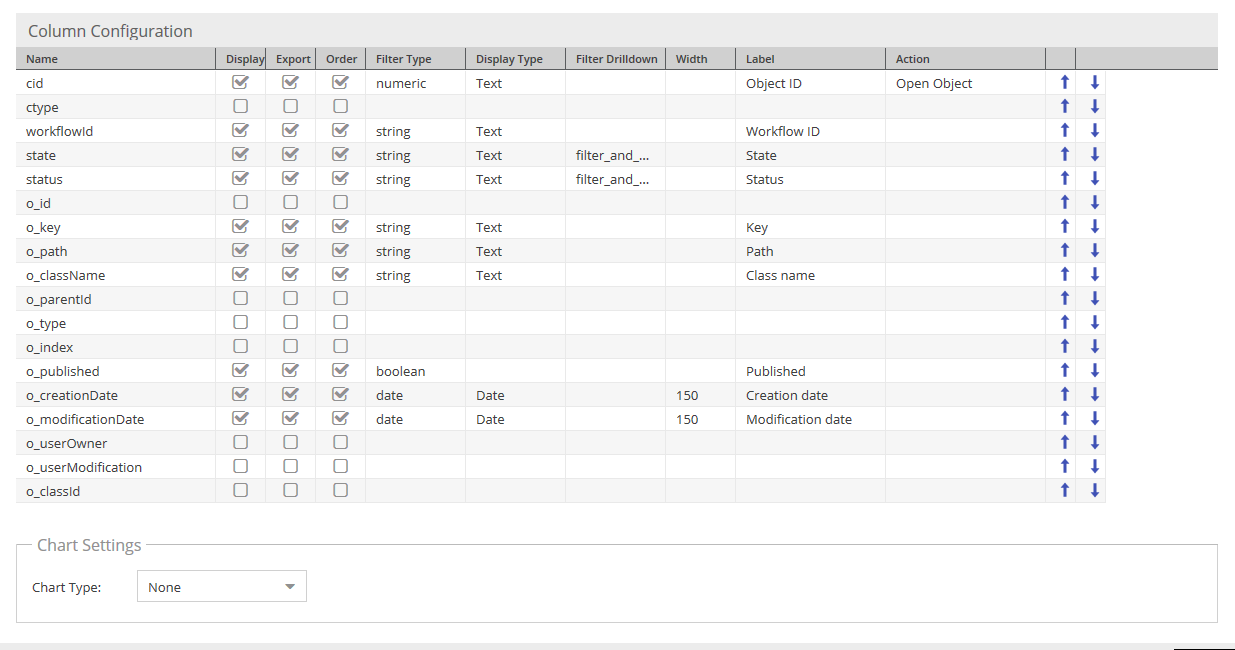 Column Configuration
Name Display Export Order Filter Type Display Type Filter Drilldown Width Label Action
cid numeric Text Object ID Open Object
ctype
workflowId string Text Workflow ID
state string Text filter_and_... State
status string Text filter_and_... Status
o_id
o_key string Text Key
o_path string Text Path
o_className string Text Class name
o_parentId
o_type
o_index
o_published boolean Published
o_creationDate date Date 150 Creation date
o_modificationDate date Date 150 Modification date
o_userOwner
o_userModification
o_classId
Chart Settings
Chart Type: None